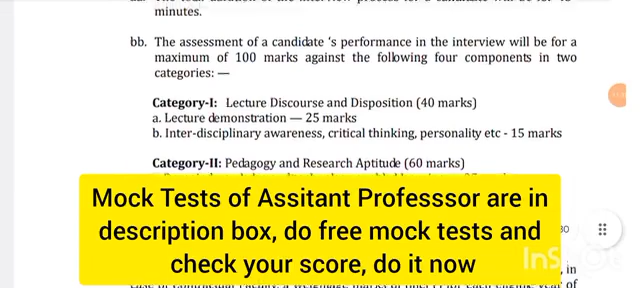 minutes.
bb. The assessment of a candidate 's performance in the interview will be for a
maximum of 100 marks against the following four components in two
categories: —
Category-I: Lecture Discourse and Disposition (40 marks)
a. Lecture demonstration — 25 marks
b. Inter-disciplinary awareness, critical thinking, personality etc - 15 marks
Category-II: Pedagogy and Research Aptitude (60 marks)
Mock Tests of Assitant Professsor are in
description box, do free mock tests and
check your score, do it now
InS
in
of